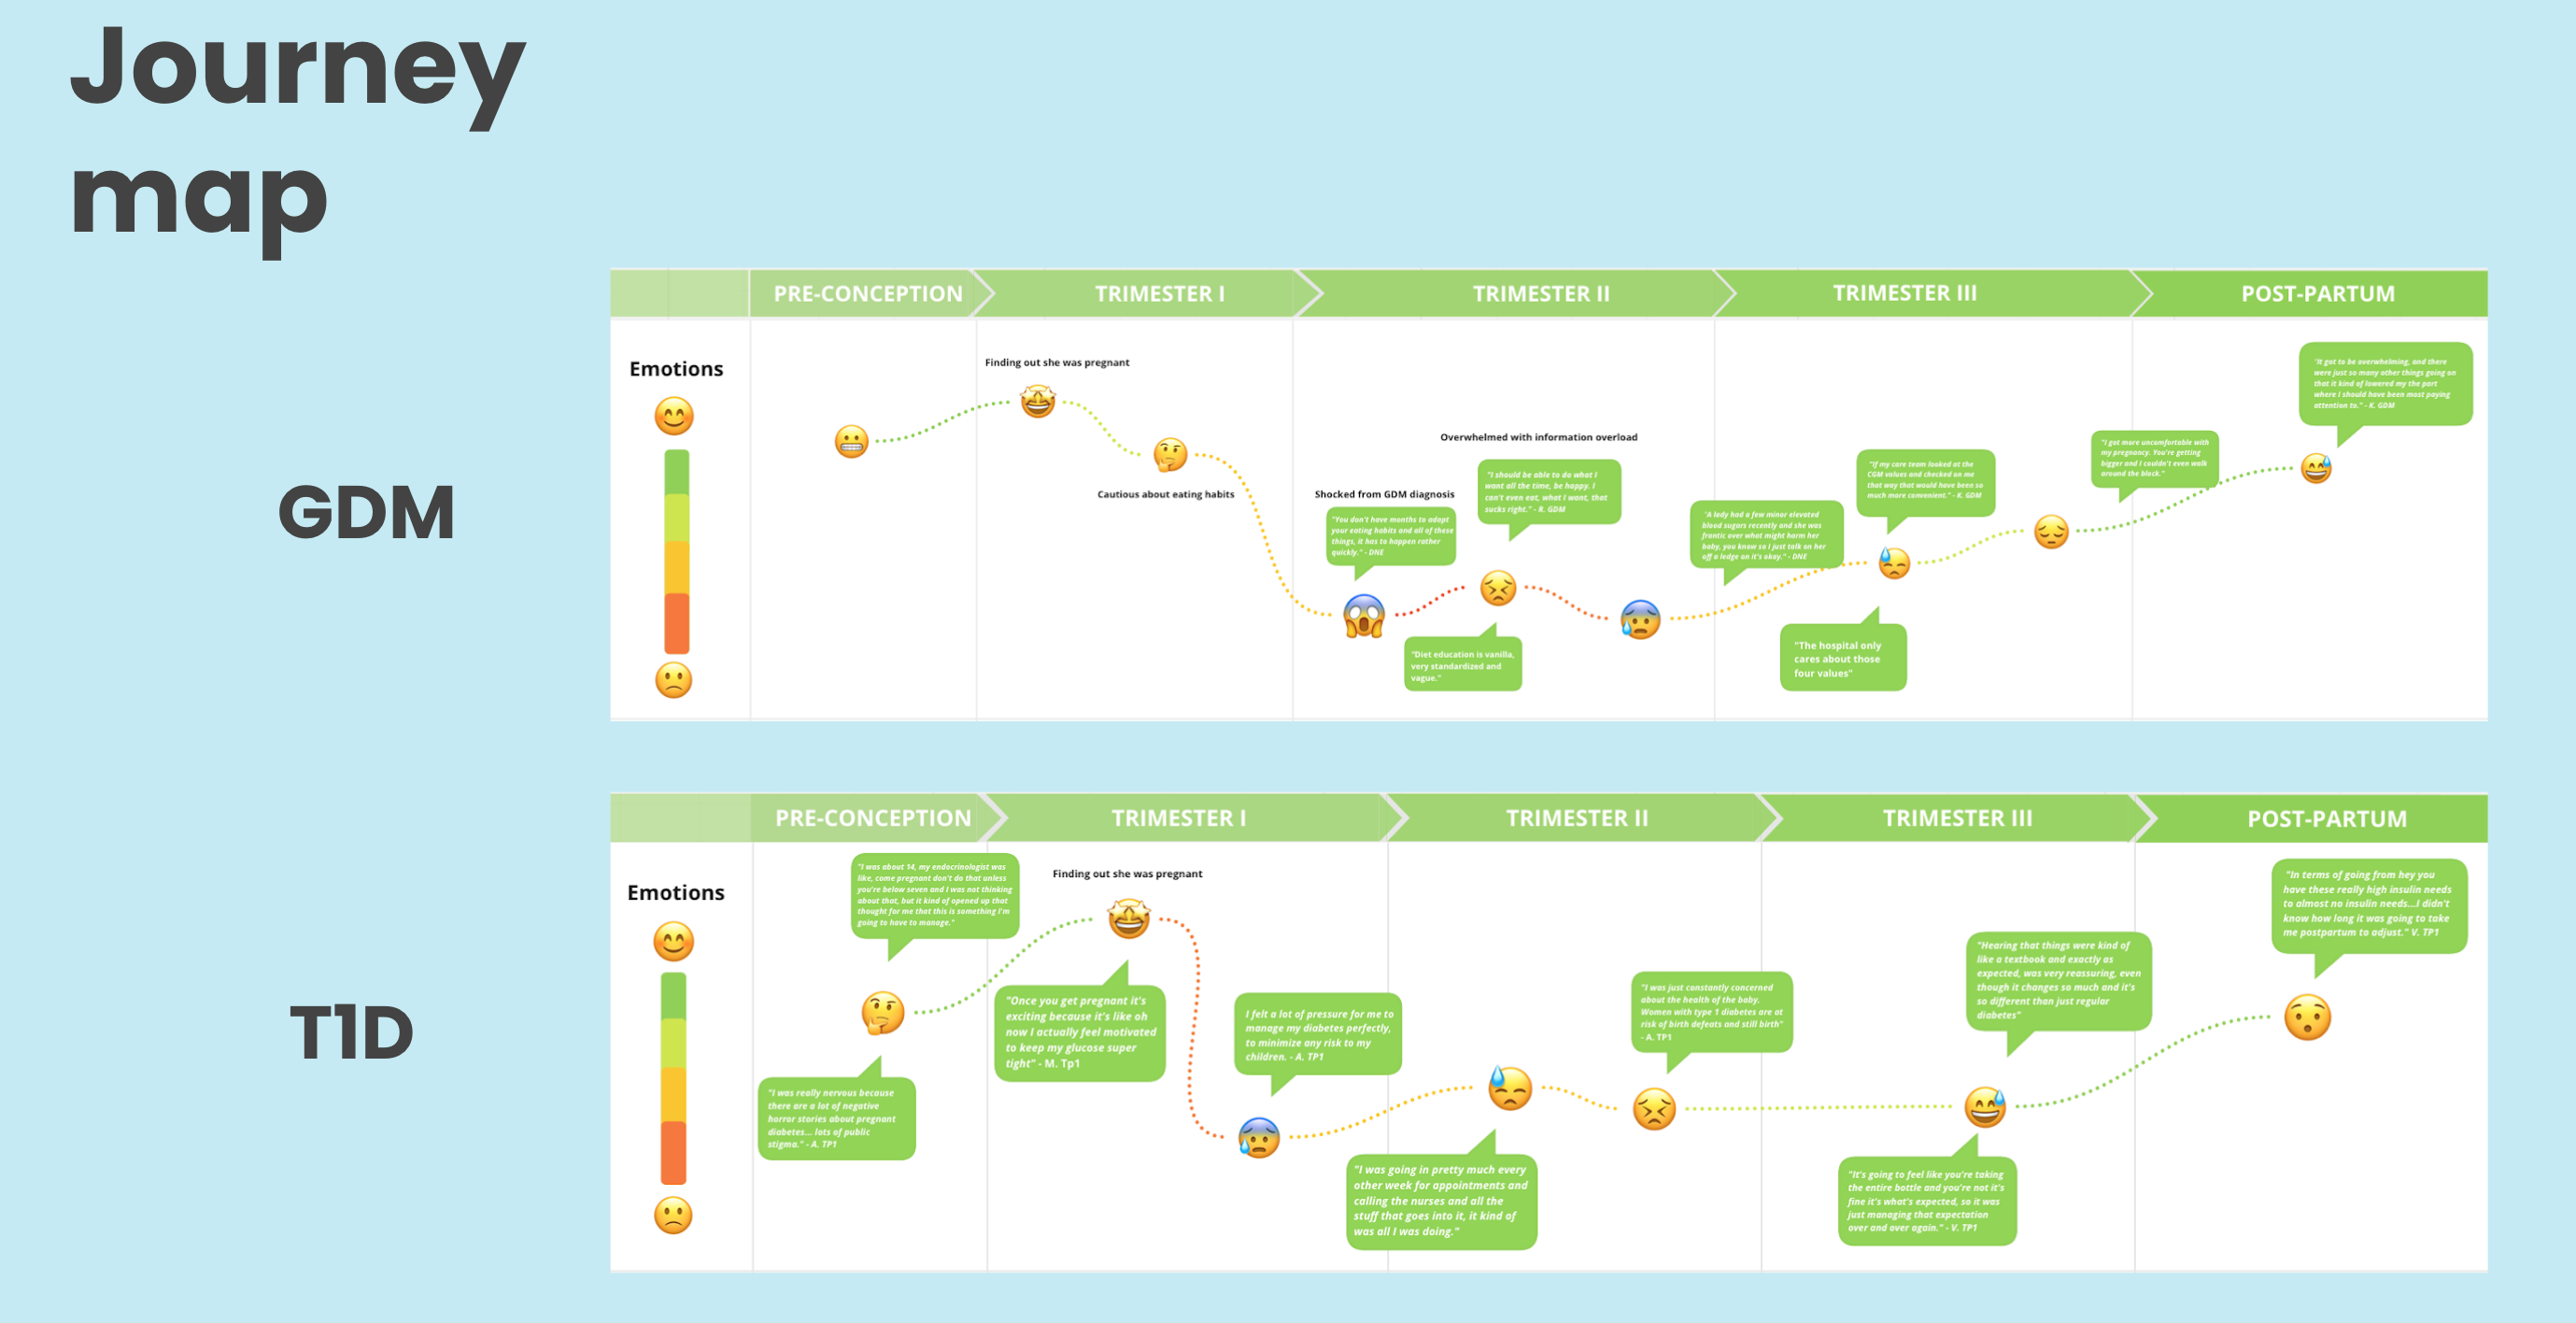 Journey
map
GDM
PRE-CONCEPTION
TRIMESTER I
TRIMESTER II
TRIMESTER III
POST-PARTUM
Emotions
Finding out she was pregnant
Cautious about eating habits
Shocked from GDM diagnosis
"You don't have months to adapt
your eating habits and all of these
things, it has to happen rather
quickly." - DNE
Overwhelmed with information overload
"I should be able to do what I
want all the time, be happy. I
can't even eat, what I want, that
sucks right." - R. GDM
"Diet education is vanilla,
very standardized and
vague."
"A lady had a few minor elevated
blood sugars recently and she was
frantic over what might harm her
baby, you know so I just talk on her
off a ledge on it's okay." - DNE
"If my care team looked at the
CGM values and checked on me
that way that would have been so
much more convenient." - K. GDM
"The hospital only
cares about those
four values"
"I got more uncomfortable with
my pregnancy. You're getting
bigger and I couldn't even walk
around the block."
"It got to be overwhelming, and there
were just so many other things going on
that it kind of lowered my the part
where I should have been most paying
attention to." - K. GDM
T1D
PRE-CONCEPTION
TRIMESTER I
TRIMESTER II
TRIMESTER III
POST-PARTUM
Emotions
"I was about 14, my endocrinologist was
like, come pregnant don't do that unless
you're below seven and I was not thinking
about that, but it kind of opened up that
thought for me that this is something I'm
going to have to manage."
"I was really nervous because
there are a lot of negative
horror stories about pregnant
diabetes... lots of public
stigma." - A. TP1
Finding out she was pregnant
"Once you get pregnant it's
exciting because it's like oh
now I actually feel motivated
to keep my glucose super
tight" - M. Tp1
I felt a lot of pressure for me to
manage my diabetes perfectly,
to minimize any risk to my
children. - A. TP1
"I was going in pretty much every
other week for appointments and
calling the nurses and all the
stuff that goes into it, it kind of
was all I was doing."
"I was just constantly concerned
about the health of the baby.
Women with type 1 diabetes are at
risk of birth defeats and still birth"
- A. TP1
"Hearing that things were kind of
like a textbook and exactly as
expected, was very reassuring, even
though it changes so much and it's
so different than just regular
diabetes"
"It's going to feel like you're taking
the entire bottle and you're not it's
fine it's what's expected, so it was
just managing that expectation
over and over again." - V. TP1
"In terms of going from hey you
have these really high insulin needs
to almost no insulin needs...I didn't
know how long it was going to take
me postpartum to adjust." V. TP1